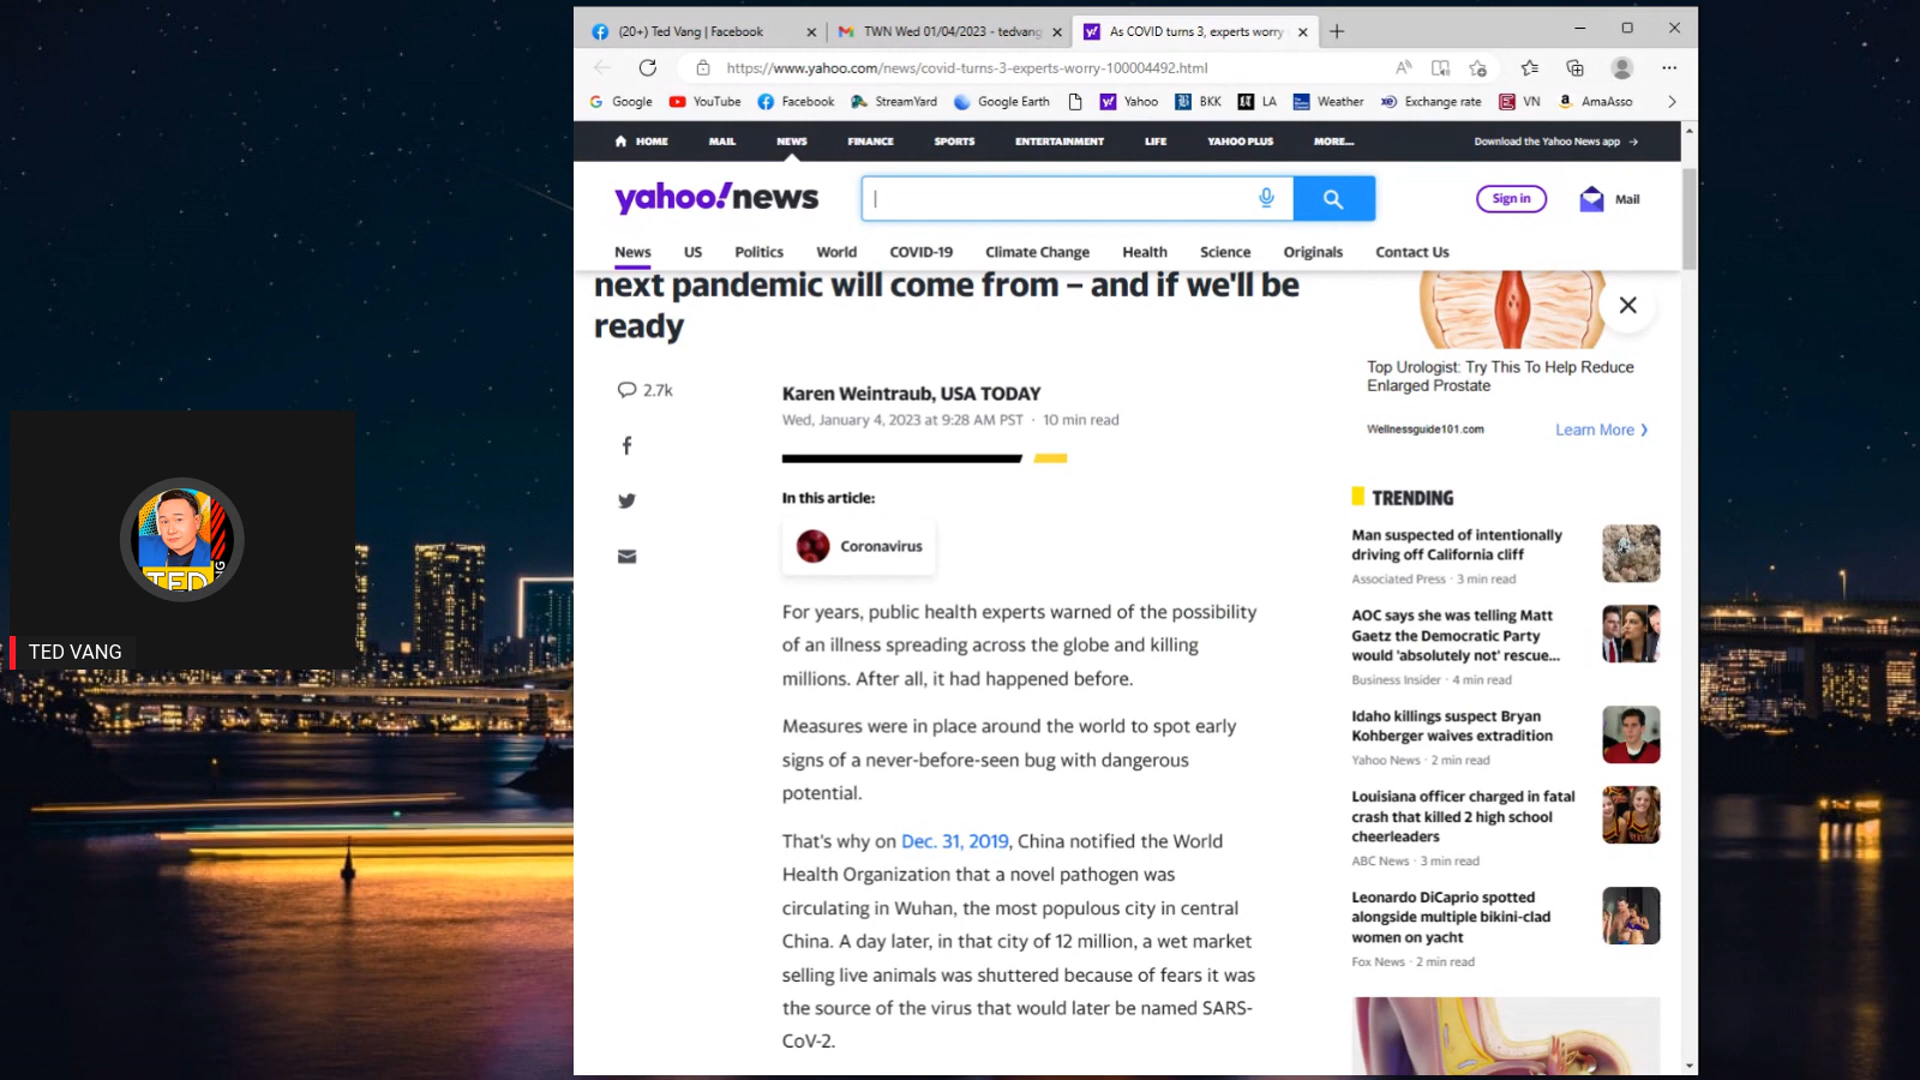 (20+) Ted Vang | Facebook
TWN Wed 01/04/2023 - tedvang
As COVID turns 3, experts worry
https://www.yahoo.com/news/covid-turns-3-experts-worry-100004492.html
Google
YouTube
Facebook
StreamYard
Google Earth
Yahoo
BKK
LA
Weather
Exchange rate
VN
AmaAsso
HOME
MAIL
NEWS
FINANCE
SPORTS
ENTERTAINMENT
LIFE
YAHOO PLUS
MORE...
Download the Yahoo News app →
yahoo!news
Sign in
Mail
News
US
Politics
World
COVID-19
Climate Change
Health
Science
Originals
Contact Us
next pandemic will come from – and if we'll be
ready
2.7k
Karen Weintraub, USA TODAY
Wed, January 4, 2023 at 9:28 AM PST · 10 min read
In this article:
Coronavirus
For years, public health experts warned of the possibility
of an illness spreading across the globe and killing
millions. After all, it had happened before.
Measures were in place around the world to spot early
signs of a never-before-seen bug with dangerous
potential.
That's why on Dec. 31, 2019, China notified the World
Health Organization that a novel pathogen was
circulating in Wuhan, the most populous city in central
China. A day later, in that city of 12 million, a wet market
selling live animals was shuttered because of fears it was
the source of the virus that would later be named SARS-
CoV-2.
Top Urologist: Try This To Help Reduce
Enlarged Prostate
Wellnessguide101.com
Learn More
TRENDING
Man suspected of intentionally
driving off California cliff
Associated Press · 3 min read
AOC says she was telling Matt
Gaetz the Democratic Party
would 'absolutely not' rescue...
Business Insider · 4 min read
Idaho killings suspect Bryan
Kohberger waives extradition
Yahoo News · 2 min read
Louisiana officer charged in fatal
crash that killed 2 high school
cheerleaders
ABC News · 3 min read
Leonardo DiCaprio spotted
alongside multiple bikini-clad
women on yacht
Fox News · 2 min read
TED
TED VANG